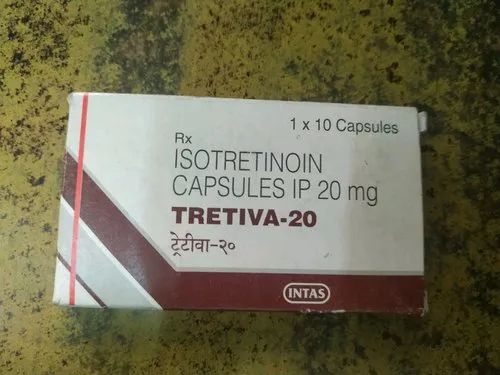 1 x 10 Capsules
Rx
ISOTRETINOIN
CAPSULES IP 20 mg
TRETIVA-20
ट्रेटीवा-२०
INTAS